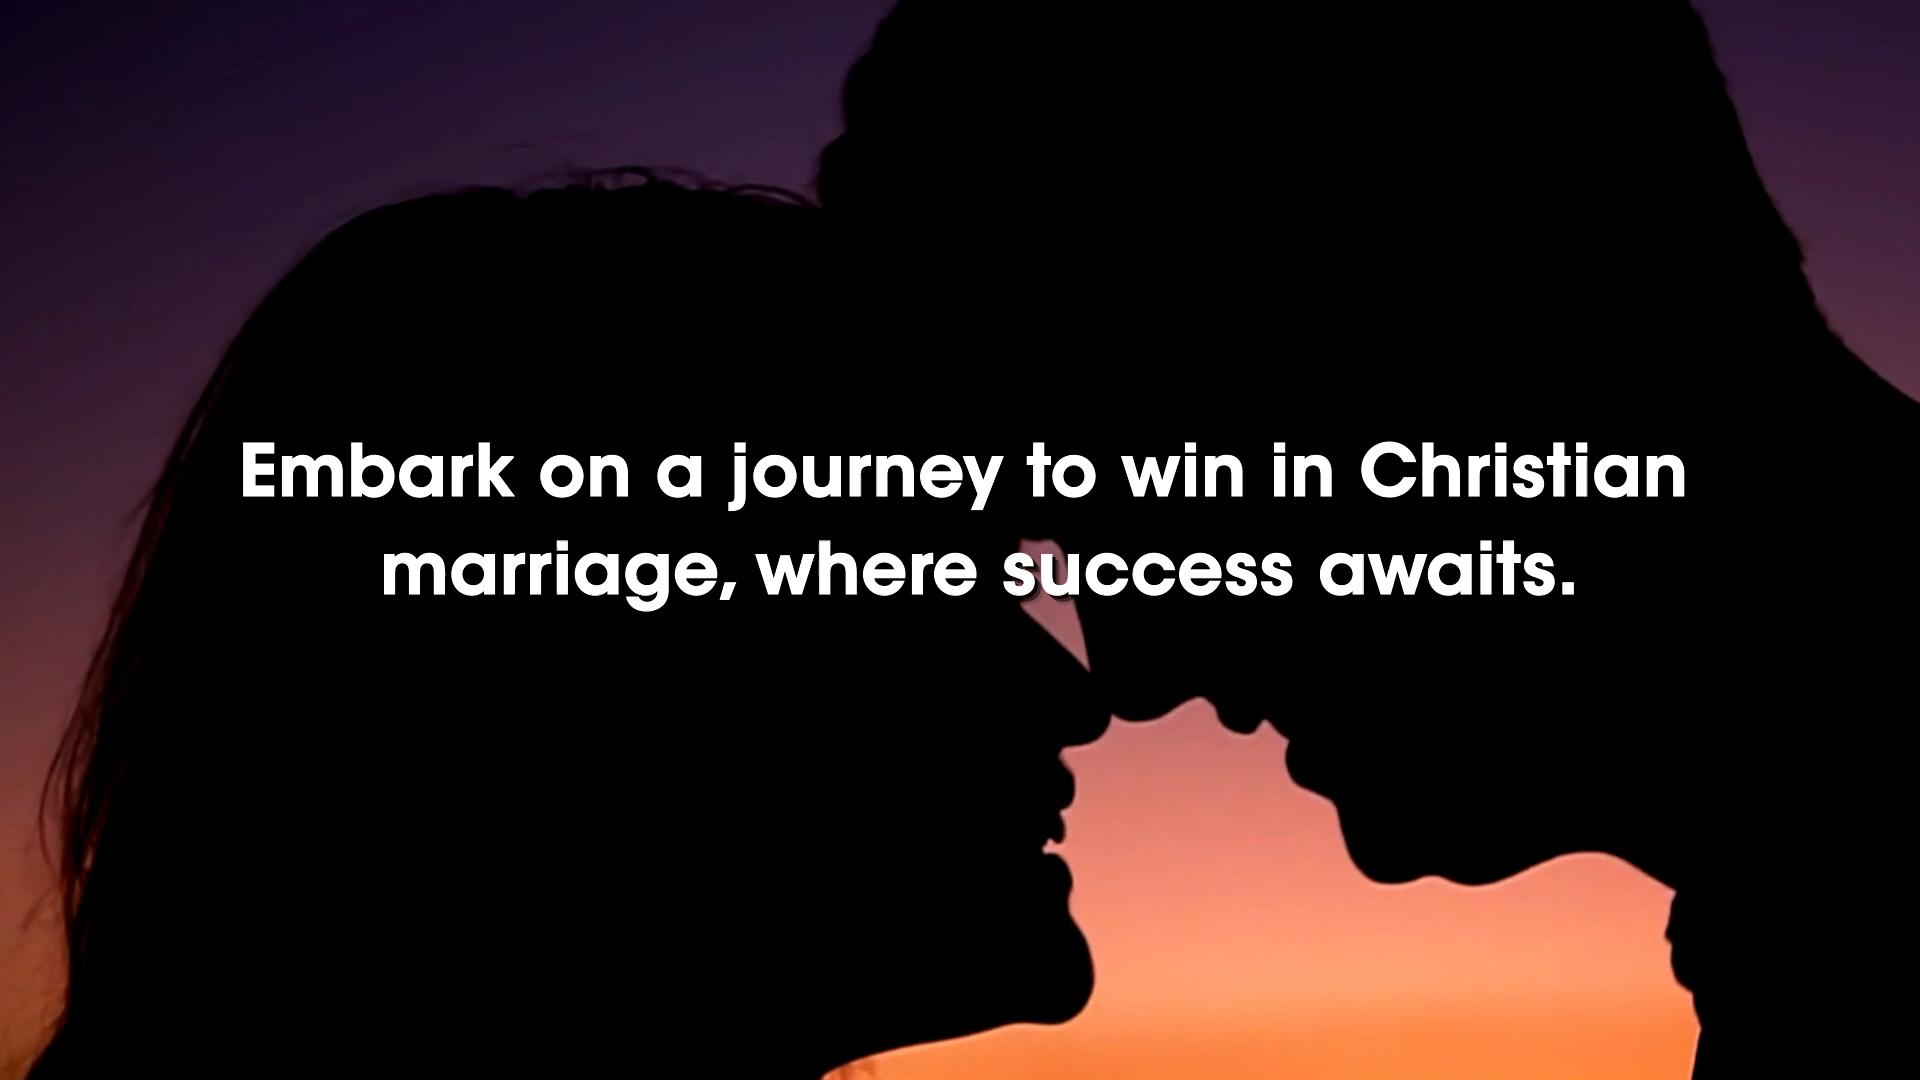 Embark on a journey to win in Christian
marriage, where success awaits.